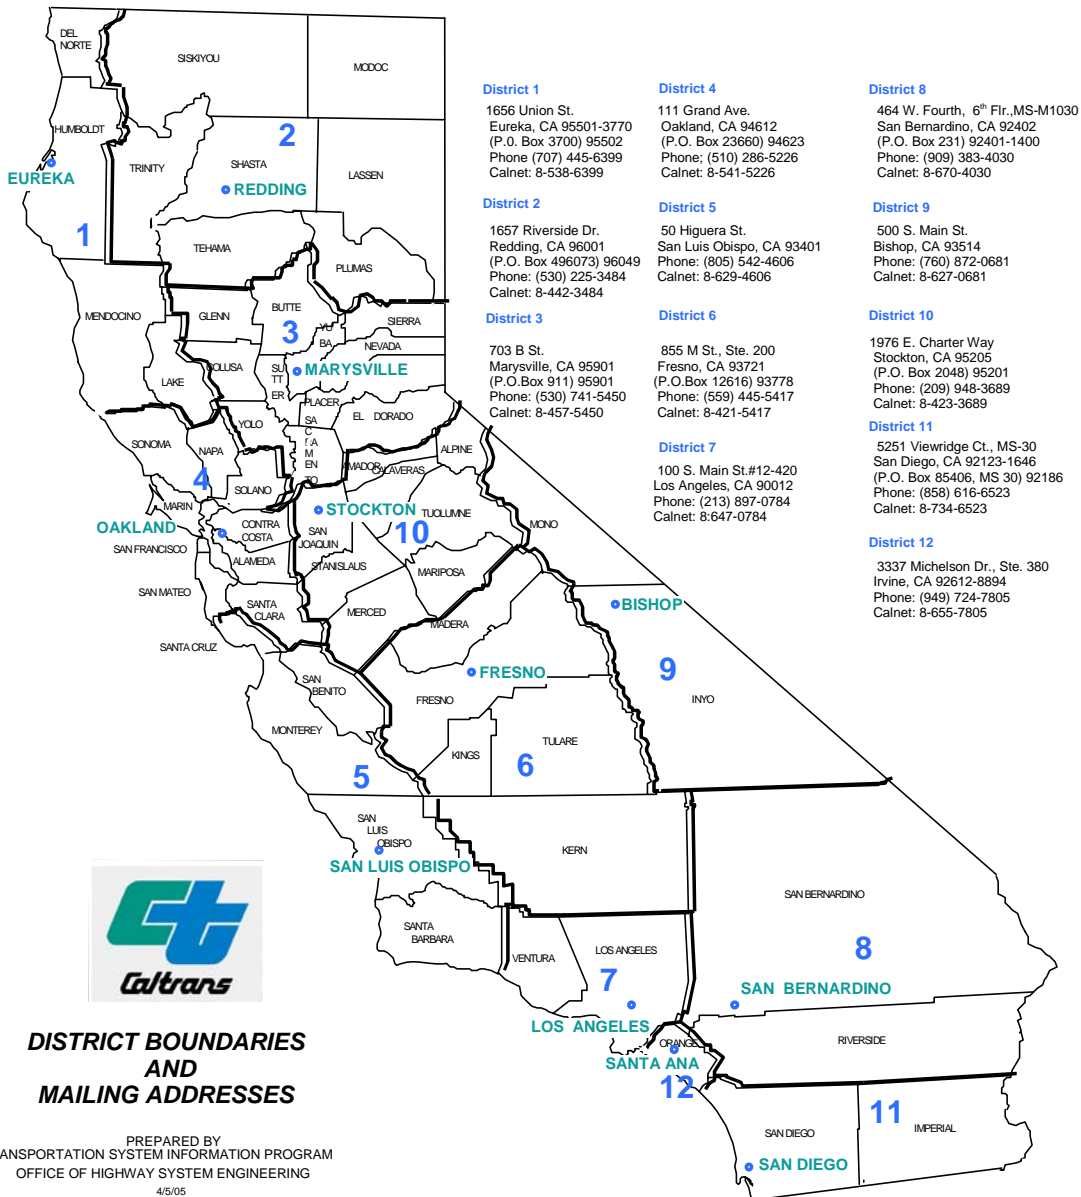 DEL
NORTE
SISKIYOU
MODOC
HUMBOLDT
TRINITY
2
SHASTA
LASSEN
EUREKA
REDDING
1
TEHAMA
PLUMAS
MENDOCINO
GLENN
BUTTE
3
YU
BA
SIERRA
NEVADA
LAKE
COLUSA
SU
TT
ER
MARYSVILLE
PLACER
EL DORADO
SONOMA
NAPA
YOLO
SA
C
RA
M
EN
TO
AMADOR
CALAVERAS
ALPINE
4
SOLANO
MARIN
OAKLAND
CONTRA
COSTA
STOCKTON
SAN
JOAQUIN
10
TUOLUMNE
MONO
SAN FRANCISCO
ALAMEDA
STANISLAUS
MARIPOSA
SAN MATEO
SANTA
CLARA
MERCED
MADERA
BISHOP
SANTA CRUZ
SAN
BENITO
FRESNO
FRESNO
9
INYO
MONTEREY
KINGS
TULARE
6
5
SAN
LUIS
OBISPO
SAN LUIS OBISPO
KERN
SAN BERNARDINO
SANTA
BARBARA
VENTURA
LOS ANGELES
7
8
SAN BERNARDINO
LOS ANGELES
ORANGE
SANTA ANA
12
RIVERSIDE
SAN DIEGO
11
IMPERIAL
SAN DIEGO
District 1
1656 Union St.
Eureka, CA 95501-3770
(P.0. Box 3700) 95502
Phone (707) 445-6399
Calnet: 8-538-6399
District 2
1657 Riverside Dr.
Redding, CA 96001
(P.O. Box 496073) 96049
Phone: (530) 225-3484
Calnet: 8-442-3484
District 3
703 B St.
Marysville, CA 95901
(P.O.Box 911) 95901
Phone: (530) 741-5450
Calnet: 8-457-5450
District 4
111 Grand Ave.
Oakland, CA 94612
(P.O. Box 23660) 94623
Phone; (510) 286-5226
Calnet: 8-541-5226
District 5
50 Higuera St.
San Luis Obispo, CA 93401
Phone: (805) 542-4606
Calnet: 8-629-4606
District 6
855 M St., Ste. 200
Fresno, CA 93721
(P.O.Box 12616) 93778
Phone: (559) 445-5417
Calnet: 8-421-5417
District 7
100 S. Main St.#12-420
Los Angeles, CA 90012
Phone: (213) 897-0784
Calnet: 8:647-0784
District 8
464 W. Fourth, 6th Flr.,MS-M1030
San Bernardino, CA 92402
(P.O. Box 231) 92401-1400
Phone: (909) 383-4030
Calnet: 8-670-4030
District 9
500 S. Main St.
Bishop, CA 93514
Phone: (760) 872-0681
Calnet: 8-627-0681
District 10
1976 E. Charter Way
Stockton, CA 95205
(P.O. Box 2048) 95201
Phone: (209) 948-3689
Calnet: 8-423-3689
District 11
5251 Viewridge Ct., MS-30
San Diego, CA 92123-1646
(P.O. Box 85406, MS 30) 92186
Phone: (858) 616-6523
Calnet: 8-734-6523
District 12
3337 Michelson Dr., Ste. 380
Irvine, CA 92612-8894
Phone: (949) 724-7805
Calnet: 8-655-7805
Caltrans
DISTRICT BOUNDARIES
AND
MAILING ADDRESSES
PREPARED BY
ANSPORTATION SYSTEM INFORMATION PROGRAM
OFFICE OF HIGHWAY SYSTEM ENGINEERING
4/5/05